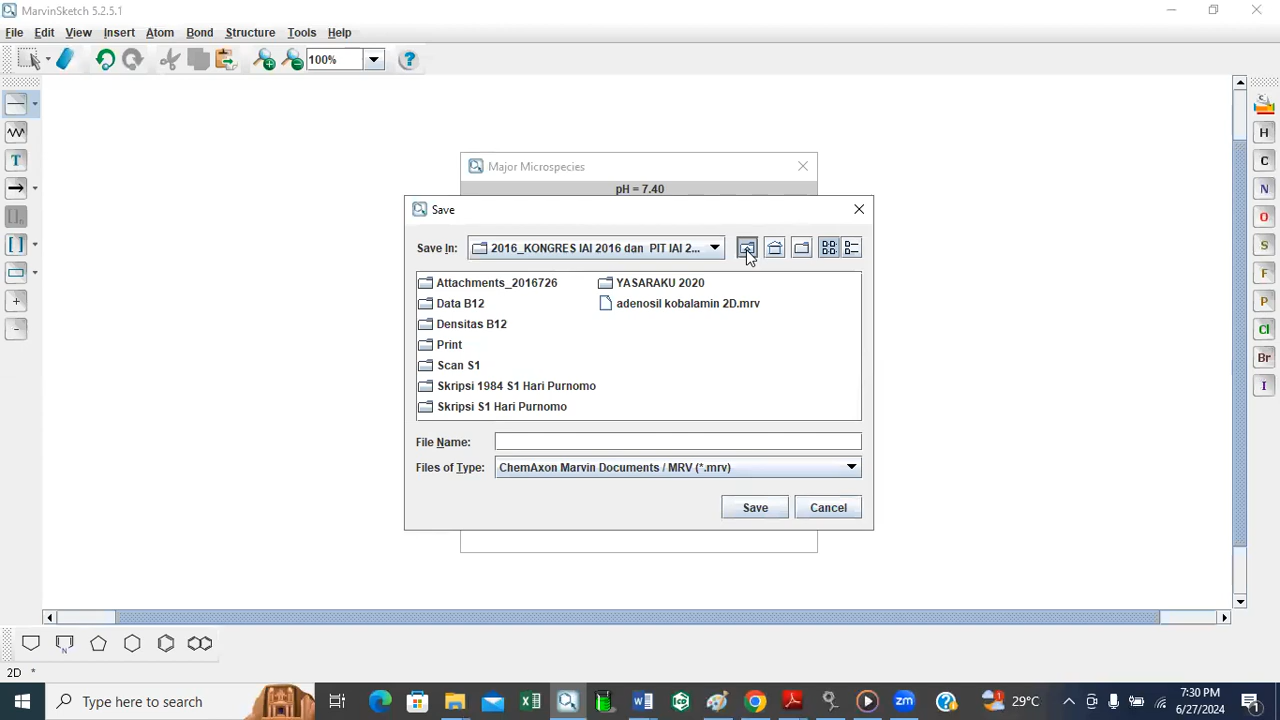 MarvinSketch 5.2.5.1
File Edit View Insert Atom Bond Structure Tools Help
100%
T
H
C
N
O
S
F
P
Cl
Br
I
Major Microspecies
pH = 7.40
Save
Save In: 2016_KONGRES IAI 2016 dan PIT IAI 2...
Attachments_2016726
Data B12
Densitas B12
Print
Scan S1
Skripsi 1984 S1 Hari Purnomo
Skripsi S1 Hari Purnomo
YASARAKU 2020
adenosil kobalamin 2D.mrv
File Name:
Files of Type: ChemAxon Marvin Documents / MRV (*.mrv)
Save Cancel
2D *
Type here to search
29°C
7:30 PM
6/27/2024